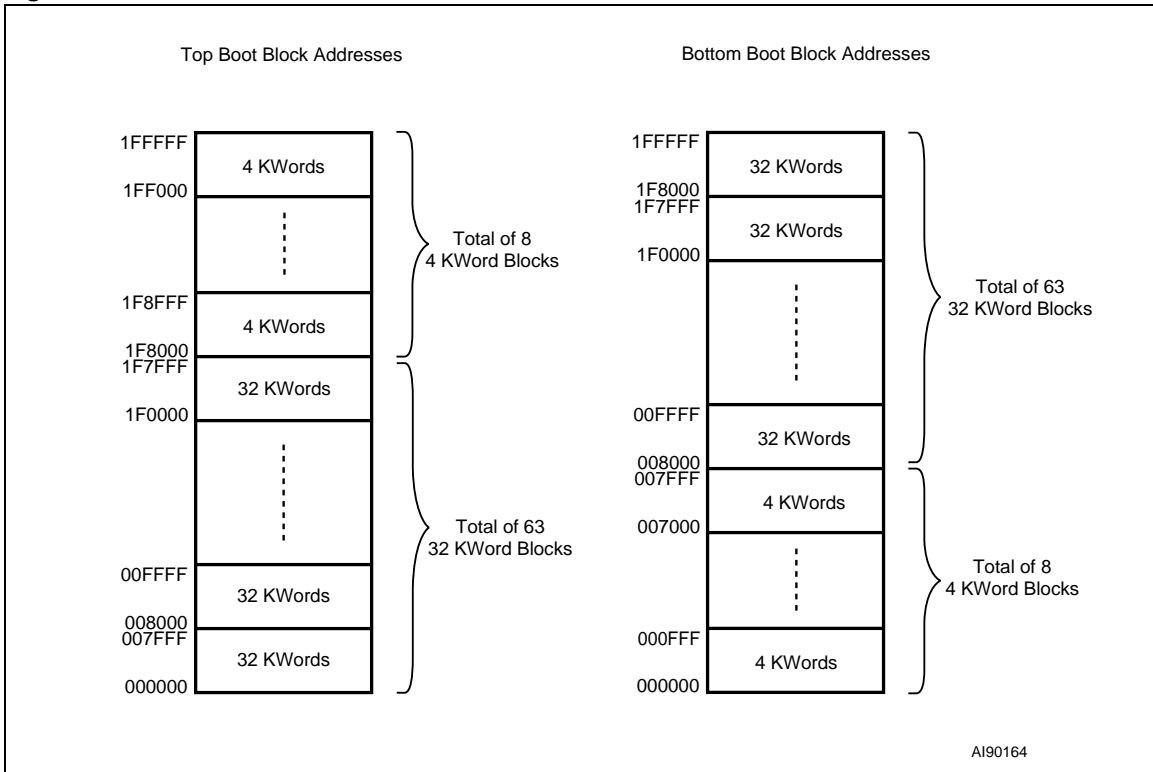 Top Boot Block Addresses
1FFFFF
4 KWords
1FF000
1F8FFF
4 KWords
1F8000
1F7FFF
32 KWords
1F0000
00FFFF
32 KWords
008000
007FFF
32 KWords
000000
Total of 8
4 KWord Blocks
Total of 63
32 KWord Blocks
Bottom Boot Block Addresses
1FFFFF
32 KWords
1F8000
1F7FFF
32 KWords
1F0000
00FFFF
32 KWords
008000
007FFF
4 KWords
007000
000FFF
4 KWords
000000
Total of 63
32 KWord Blocks
Total of 8
4 KWord Blocks
AI90164